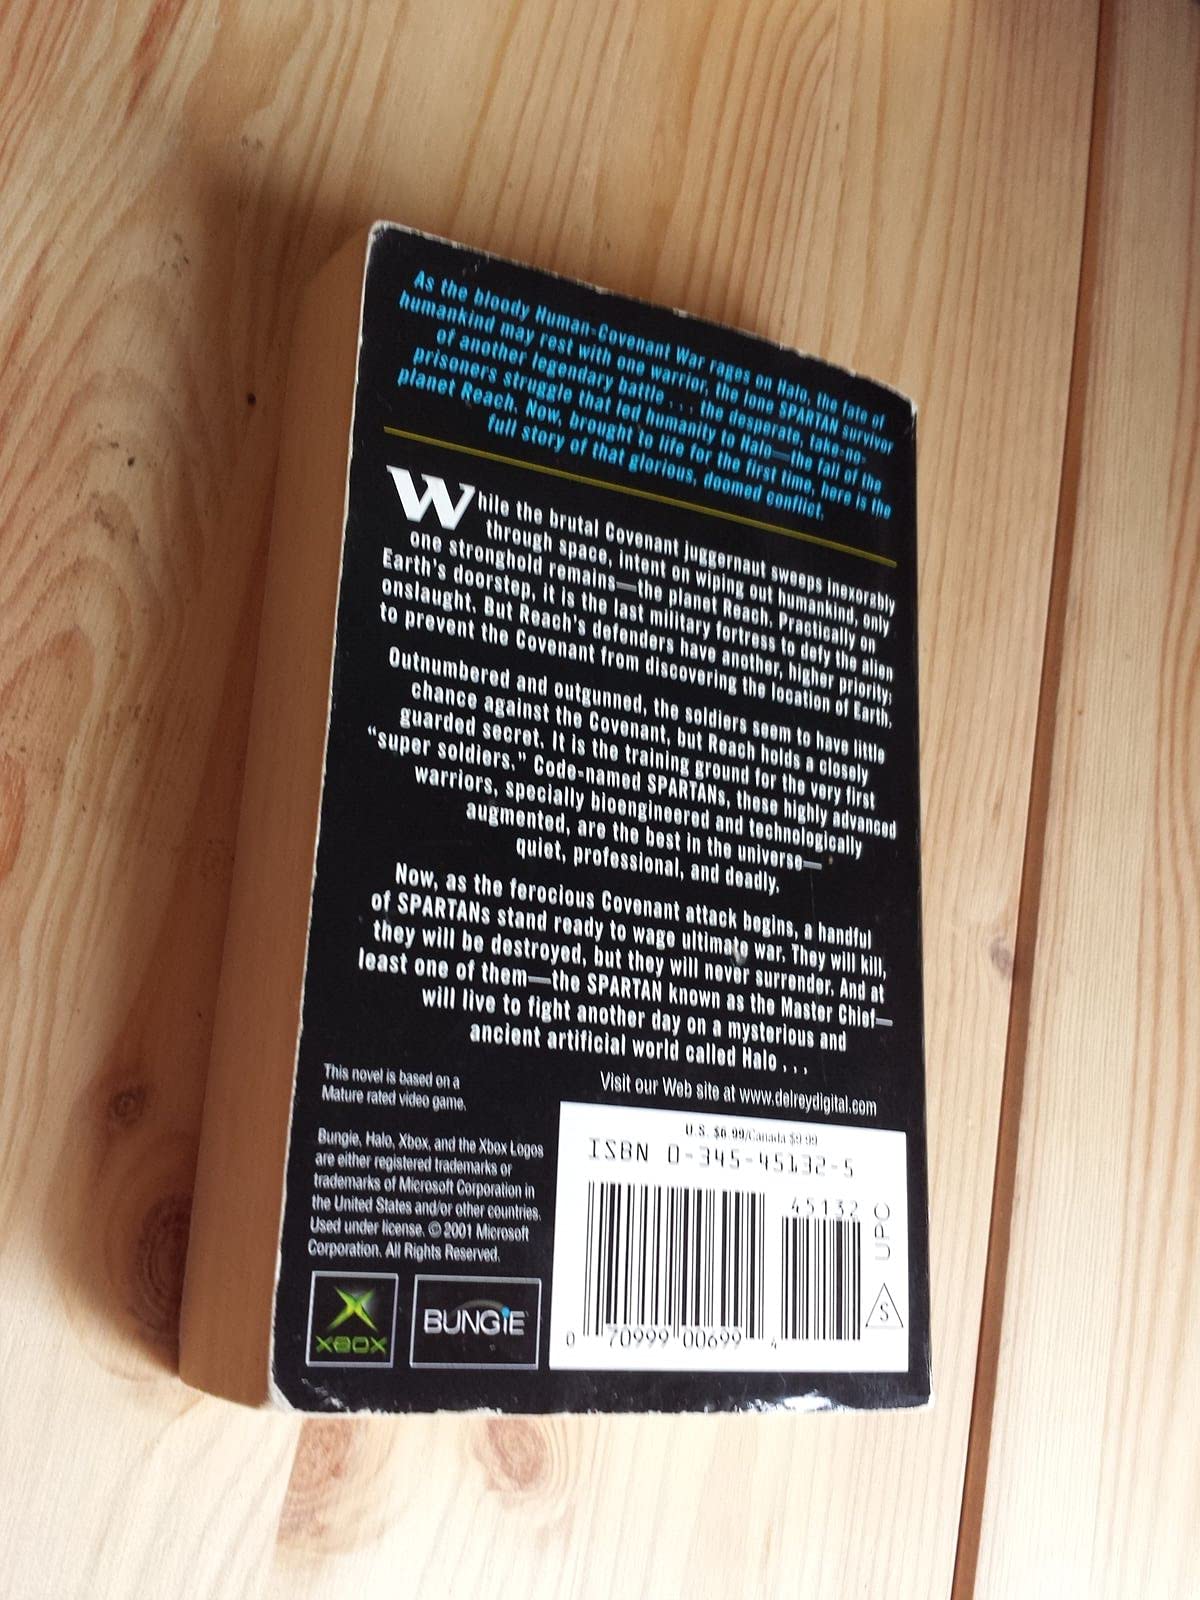 As the bloody Human-Covenant War rages on Halo, the fate of
humankind may rest with one warrior, the lone SPARTAN survivor
of another legendary battle . . . the desperate, take-no-
prisoners struggle that led humanity to Halo—the fall of the
planet Reach. Now, brought to life for the first time, here is the
full story of that glorious, doomed conflict.
While the brutal Covenant juggernaut sweeps inexorably
through space, intent on wiping out humankind, only
one stronghold remains—the planet Reach. Practically on
Earth's doorstep, it is the last military fortress to defy the alien
onslaught. But Reach's defenders have another, higher priority:
to prevent the Covenant from discovering the location of Earth.
Outnumbered and outgunned, the soldiers seem to have little
chance against the Covenant, but Reach holds a closely
guarded secret. It is the training ground for the very first
“super soldiers.” Code-named SPARTANs, these highly advanced
warriors, specially bioengineered and technologically
augmented, are the best in the universe—
quiet, professional, and deadly.
Now, as the ferocious Covenant attack begins, a handful
of SPARTANs stand ready to wage ultimate war. They will kill,
they will be destroyed, but they will never surrender. And at
least one of them—the SPARTAN known as the Master Chief—
will live to fight another day on a mysterious and
ancient artificial world called Halo . . .
Visit our Web site at www.delreydigital.com
This novel is based on a
Mature rated video game.
Bungie, Halo, Xbox, and the Xbox Logos
are either registered trademarks or
trademarks of Microsoft Corporation in
the United States and/or other countries.
Used under license. © 2001 Microsoft
Corporation. All Rights Reserved.
XBOX
BUNGIE
U.S. $6.99/Canada $9.99
ISBN 0-345-45132-5
45132
UPC
S
0 70999 00699 4